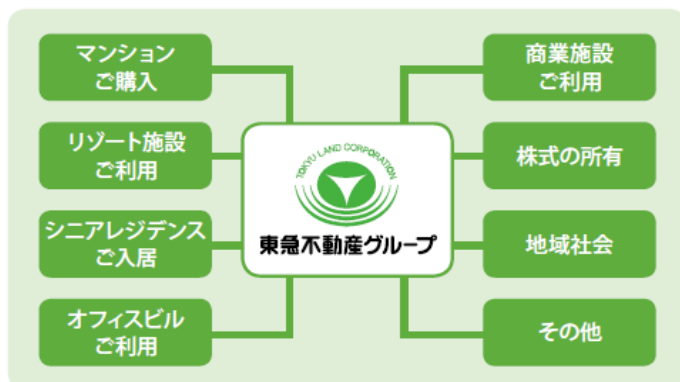 マンション
ご購入
リゾート施設
ご利用
シニアレジデンス
ご入居
オフィスビル
ご利用
TOKYU LAND CORPORATION
東急不動産グループ
商業施設
ご利用
株式の所有
地域社会
その他